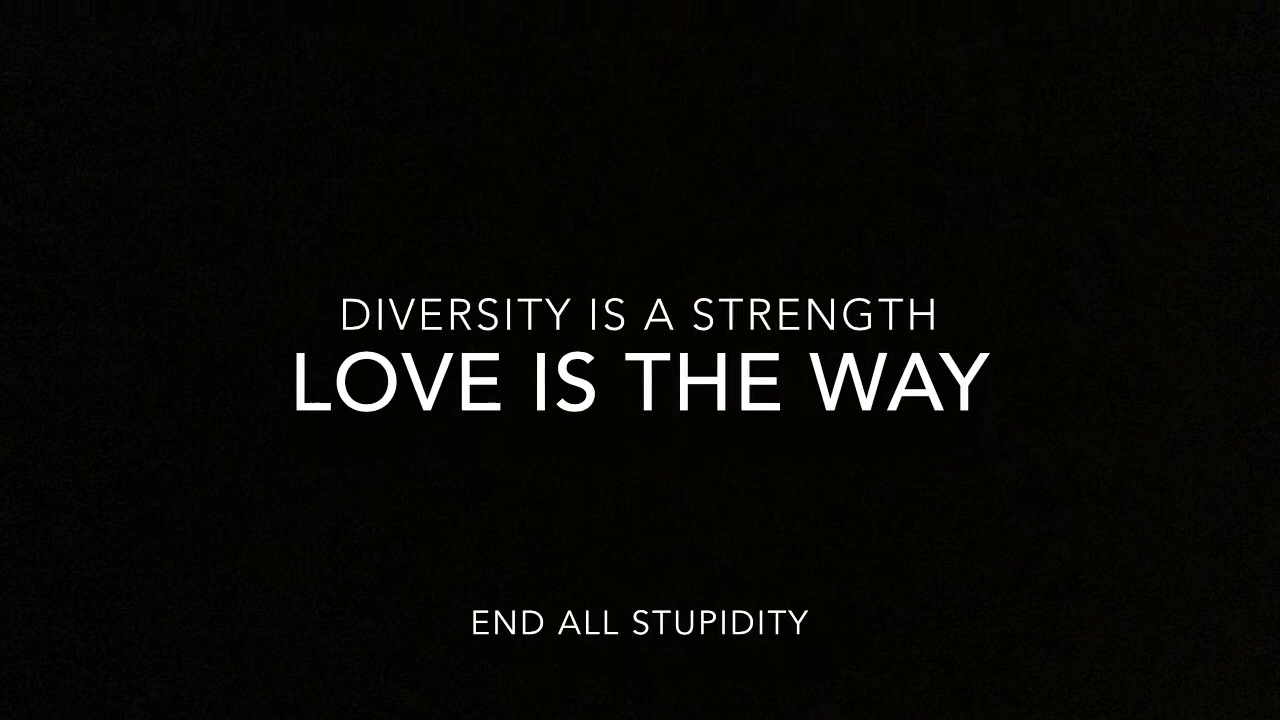 DIVERSITY IS A STRENGTH
LOVE IS THE WAY
END ALL STUPIDITY